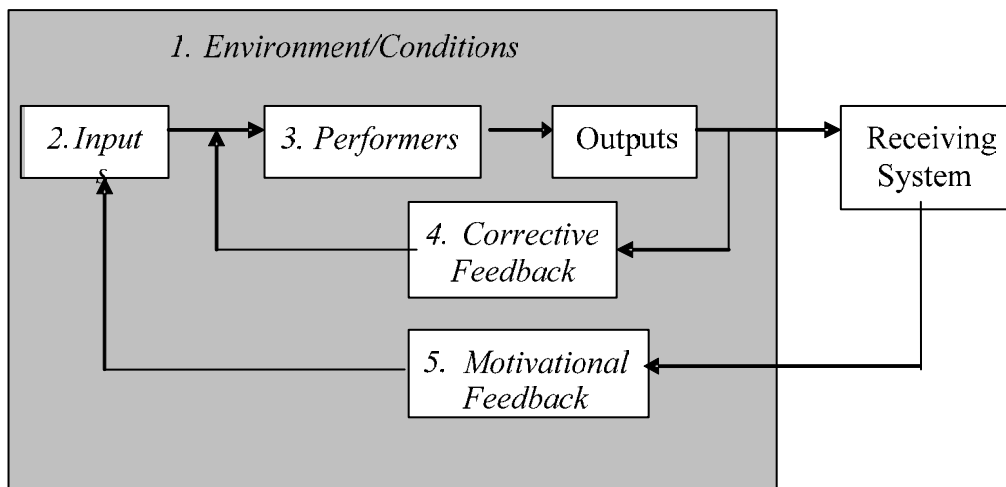 1. Environment/Conditions
2. Input
s
3. Performers
Outputs
Receiving
System
4. Corrective
Feedback
5. Motivational
Feedback